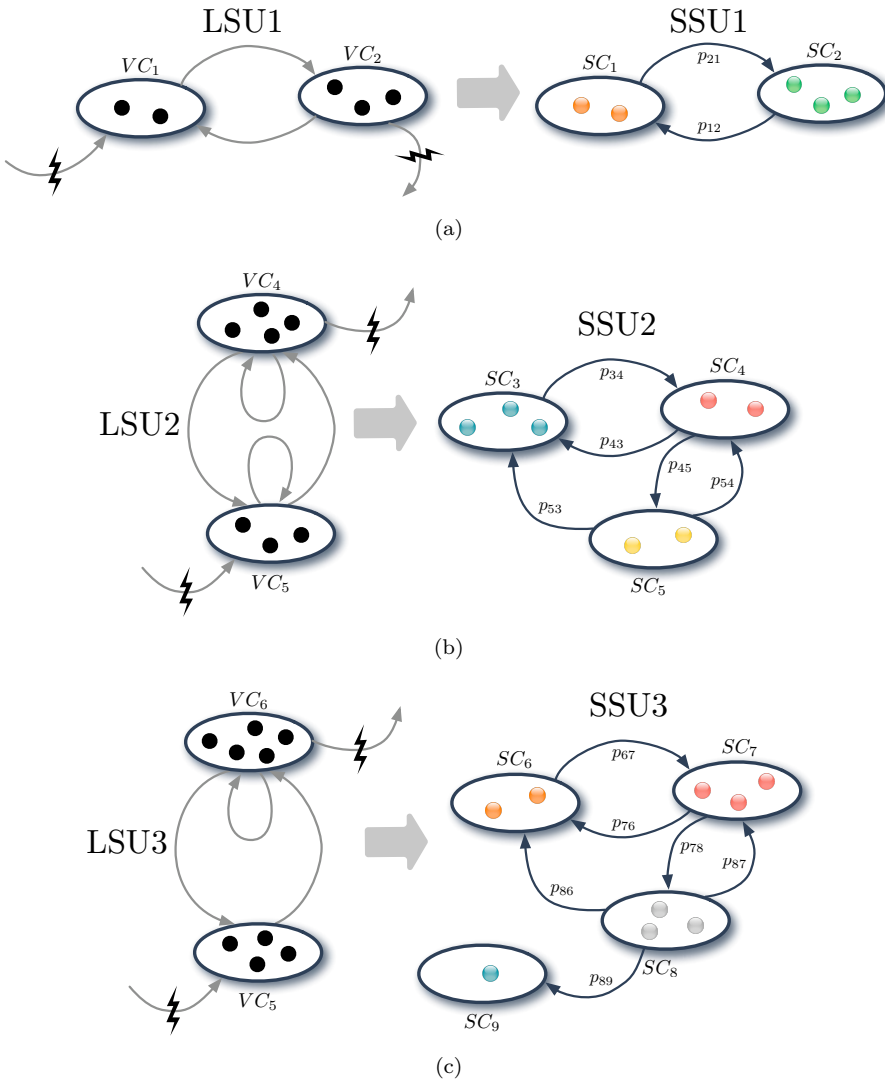 LSU1
SSU1
VC₁
VC₂
SC₁
SC₂
p₂₁
p₁₂
(a)
VC₄
LSU2
VC₅
SSU2
SC₃
SC₄
p₃₄
p₄₃
p₄₅
p₅₄
p₅₃
SC₅
(b)
VC₆
LSU3
VC₅
SSU3
SC₆
SC₇
p₆₇
p₇₆
p₇₈
p₈₇
p₈₆
SC₈
p₈₉
SC₉
(c)